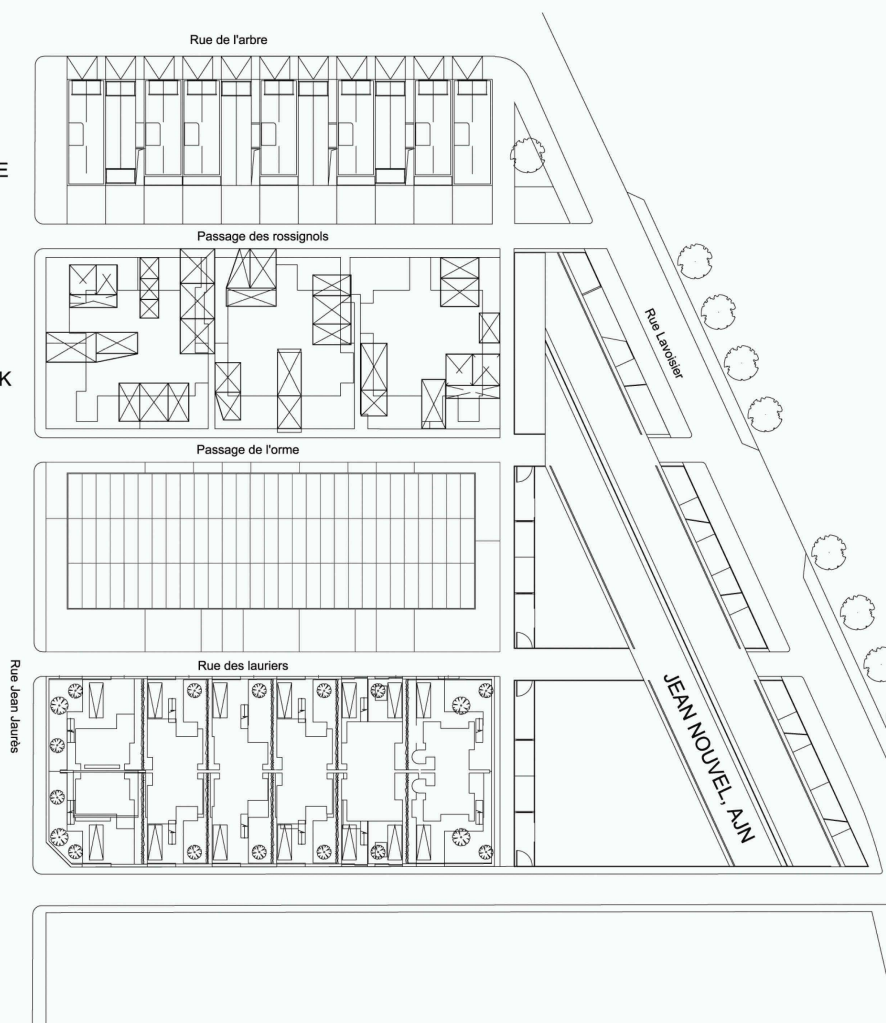 Rue de l'arbre
E
Passage des rossignols
Rue Lavoisier
K
Passage de l'orme
Rue des lauriers
Rue Jean Jaurès
JEAN NOUVEL, AJN